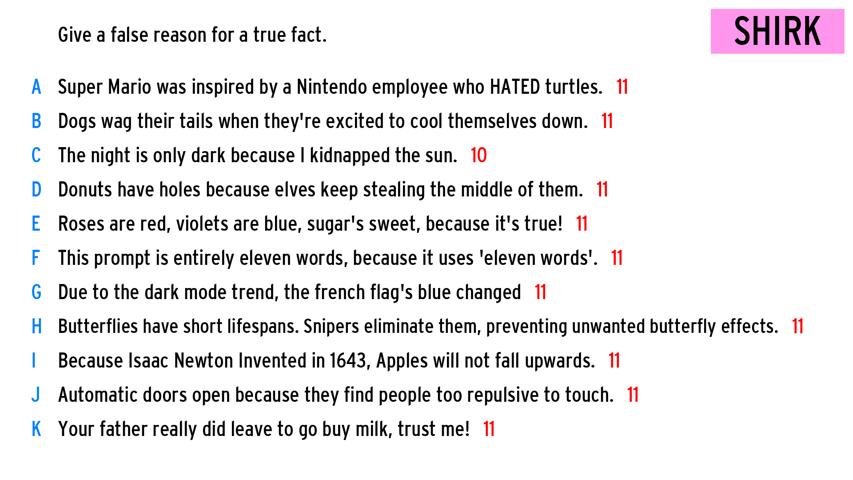 Give a false reason for a true fact.
SHIRK
A Super Mario was inspired by a Nintendo employee who HATED turtles. 11
B Dogs wag their tails when they're excited to cool themselves down. 11
C The night is only dark because I kidnapped the sun. 10
D Donuts have holes because elves keep stealing the middle of them. 11
E Roses are red, violets are blue, sugar's sweet, because it's true! 11
F This prompt is entirely eleven words, because it uses 'eleven words'. 11
G Due to the dark mode trend, the french flag's blue changed 11
H Butterflies have short lifespans. Snipers eliminate them, preventing unwanted butterfly effects. 11
I Because Isaac Newton Invented in 1643, Apples will not fall upwards. 11
J Automatic doors open because they find people too repulsive to touch. 11
K Your father really did leave to go buy milk, trust me! 11